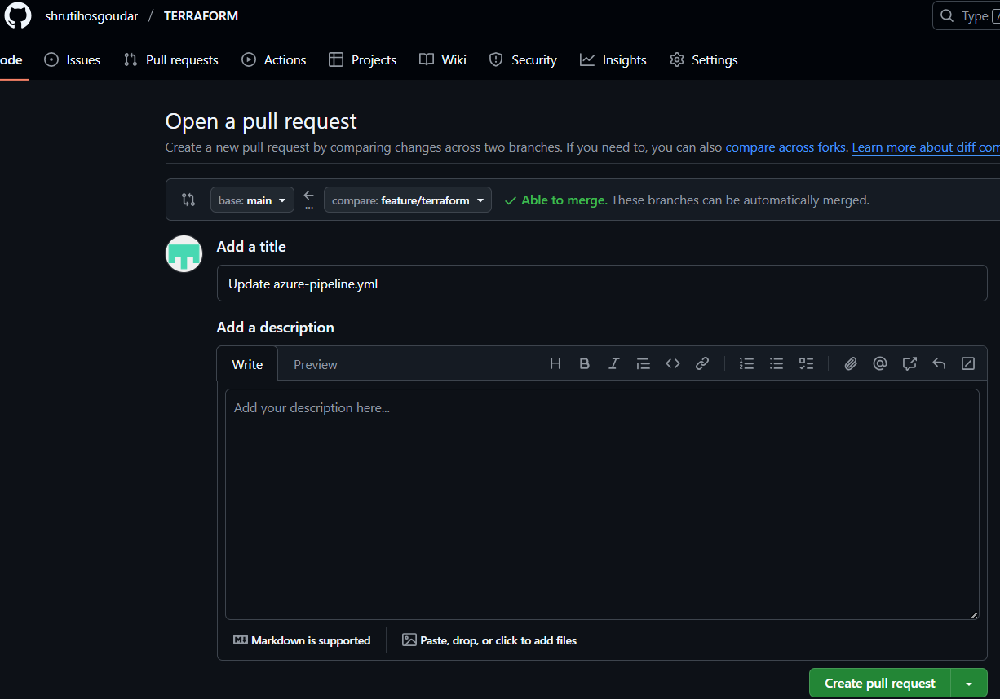 shrutihosgoudar / TERRAFORM
Type /
ode Issues Pull requests Actions Projects Wiki Security Insights Settings
Open a pull request
Create a new pull request by comparing changes across two branches. If you need to, you can also compare across forks. Learn more about diff com
base: main compare: feature/terraform Able to merge. These branches can be automatically merged.
Add a title
Update azure-pipeline.yml
Add a description
Write Preview
Add your description here...
Markdown is supported Paste, drop, or click to add files
Create pull request